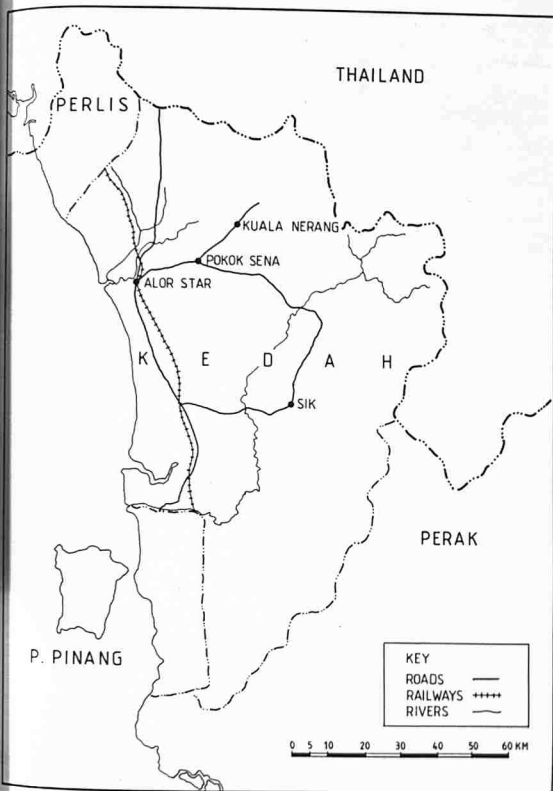 THAILAND
PERLIS
KUALA NERANG
POKOK SENA
ALOR STAR
K E D A H
SIK
PERAK
P. PINANG
KEY
ROADS
RAILWAYS
RIVERS
0 5 10 20 30 40 50 60 KM